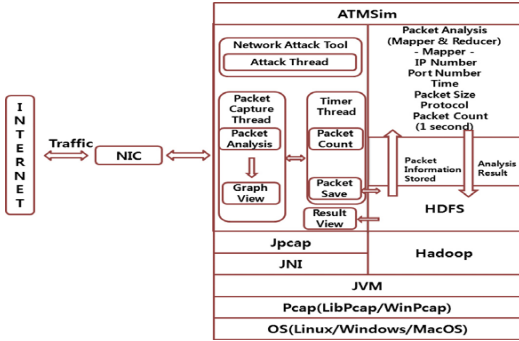 ATMSim
Network Attack Tool
Attack Thread
Packet Analysis
(Mapper & Reducer)
- Mapper -
IP Number
Port Number
Time
Packet Size
Protocol
Packet Count
(1 second)
INTERNET
Traffic
NIC
Packet
Capture
Thread
Packet
Analysis
Graph
View
Timer
Thread
Packet
Count
Packet
Save
Result
View
Packet
Information
Stored
Analysis
Result
HDFS
Jpcap
JNI
Hadoop
JVM
Pcap(LibPcap/WinPcap)
OS(Linux/Windows/MacOS)